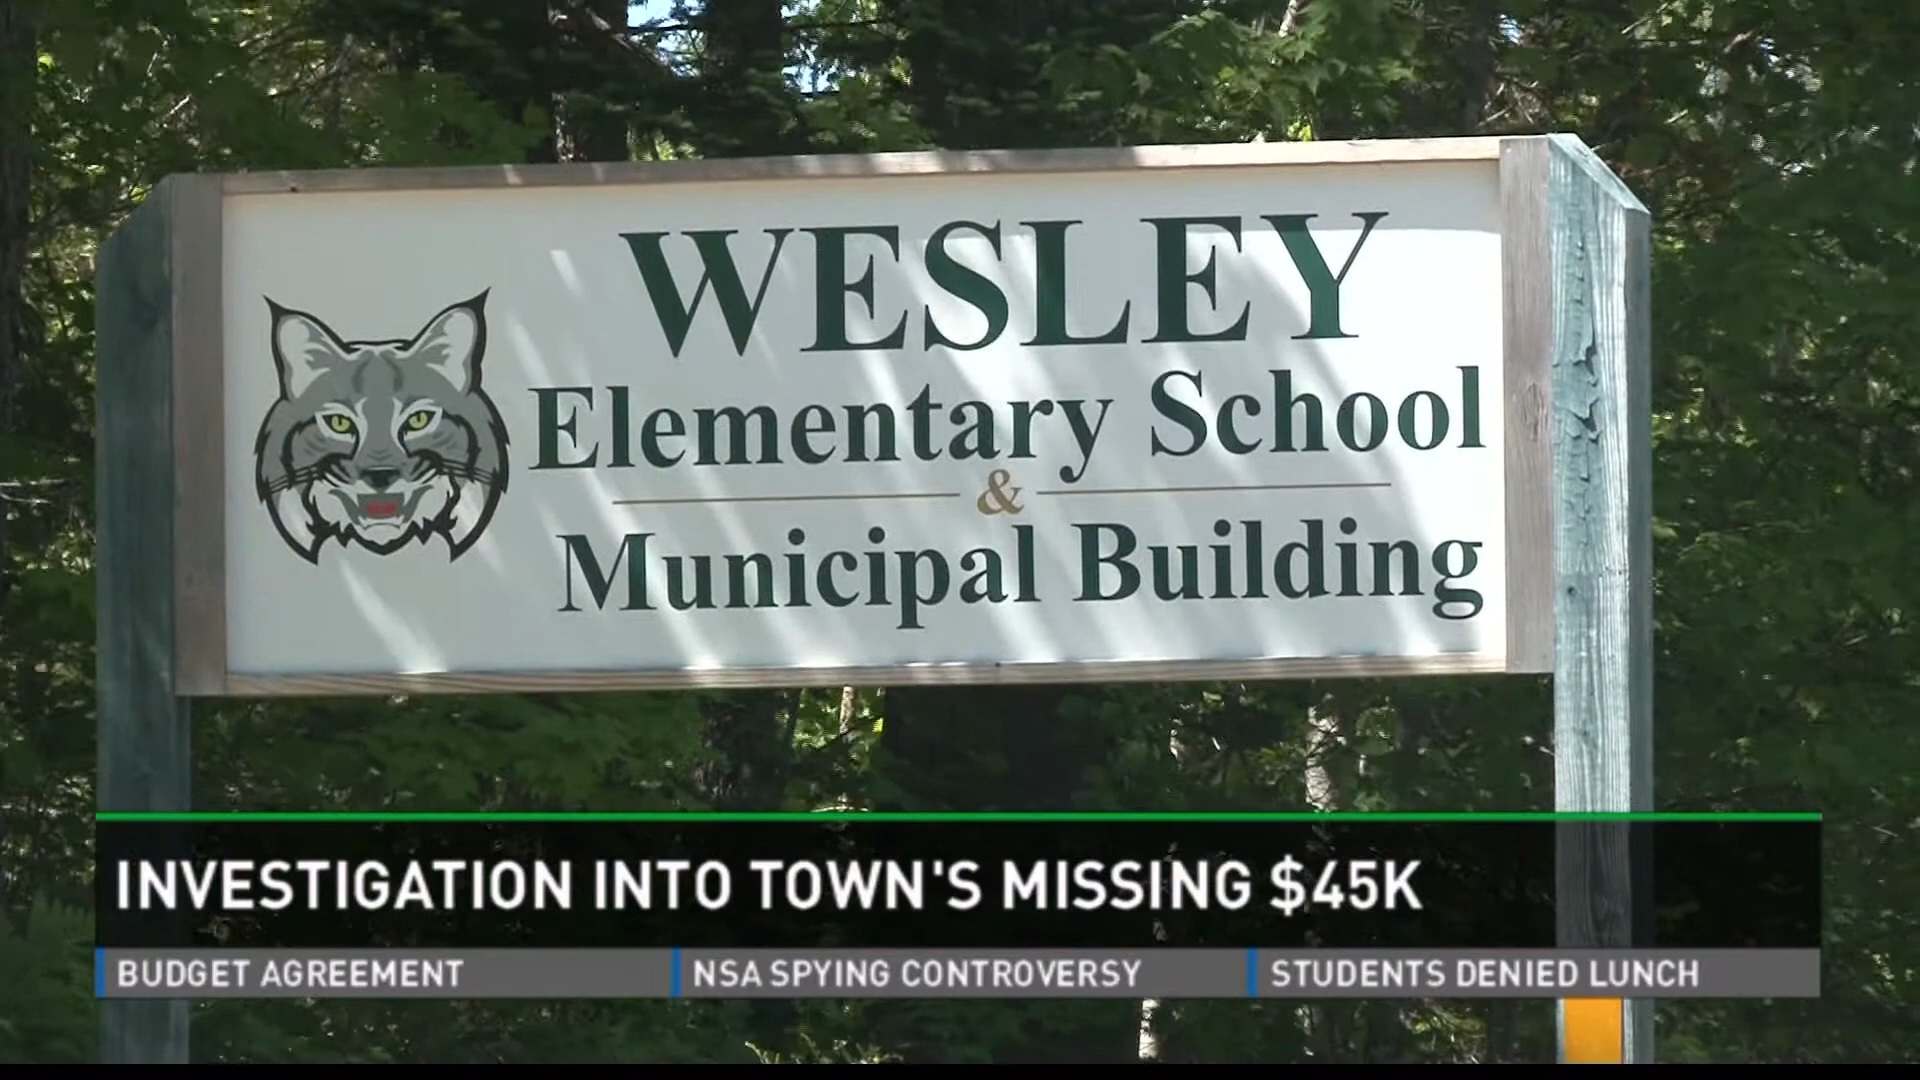 WESLEY
Elementary School
&
Municipal Building
INVESTIGATION INTO TOWN'S MISSING $45K
BUDGET AGREEMENT
NSA SPYING CONTROVERSY
STUDENTS DENIED LUNCH